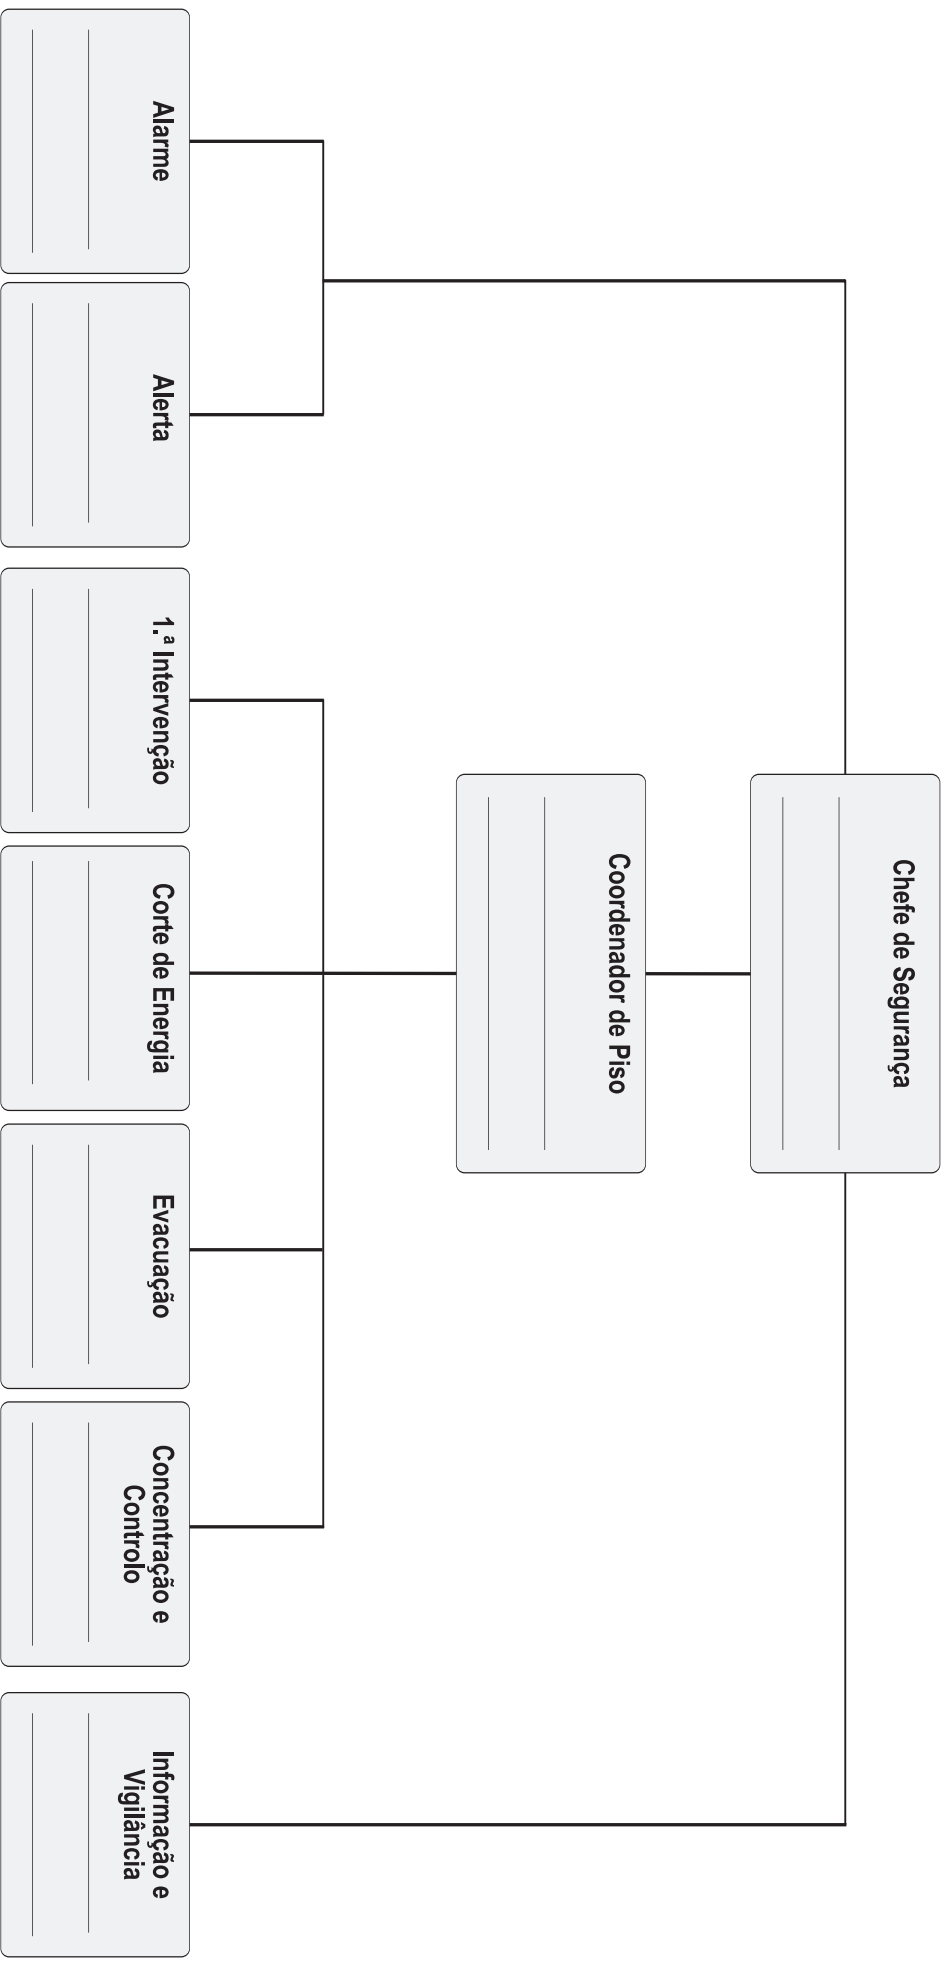 Chefe de Segurança
Coordenador de Piso
Alarme
Alerta
1.ª Intervenção
Corte de Energia
Evacuação
Concentração e
Controlo
Informação e
Vigilância